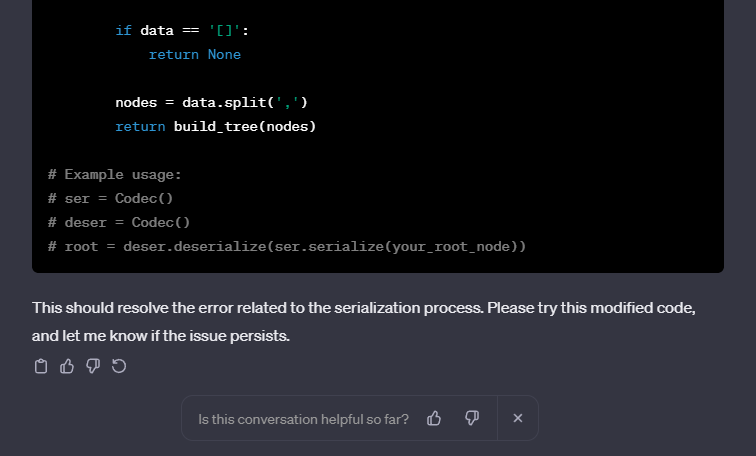 if data == '[]':
return None
nodes = data.split(',')
return build_tree(nodes)
# Example usage:
# ser = Codec()
# deser = Codec()
# root = deser.deserialize(ser.serialize(your_root_node))
This should resolve the error related to the serialization process. Please try this modified code,
and let me know if the issue persists.
Is this conversation helpful so far?